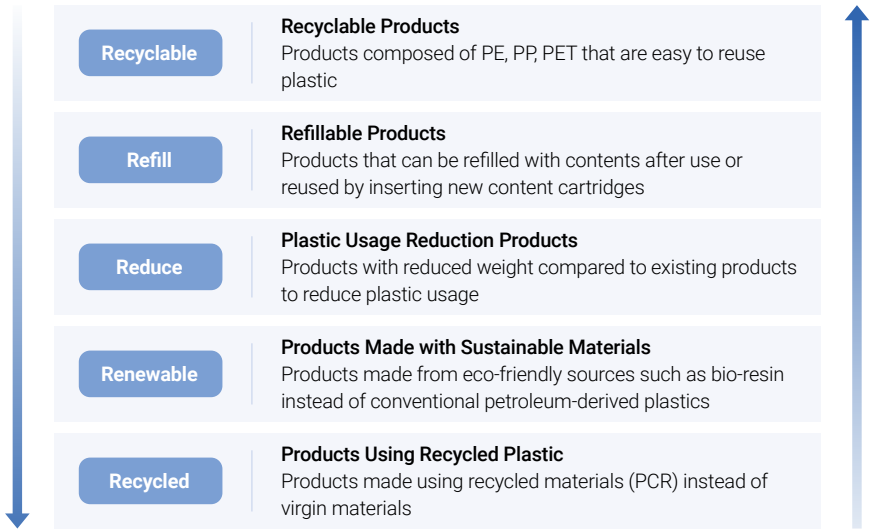 Recyclable
Recyclable Products
Products composed of PE, PP, PET that are easy to reuse
plastic
Refill
Refillable Products
Products that can be refilled with contents after use or
reused by inserting new content cartridges
Reduce
Plastic Usage Reduction Products
Products with reduced weight compared to existing products
to reduce plastic usage
Renewable
Products Made with Sustainable Materials
Products made from eco-friendly sources such as bio-resin
instead of conventional petroleum-derived plastics
Recycled
Products Using Recycled Plastic
Products made using recycled materials (PCR) instead of
virgin materials